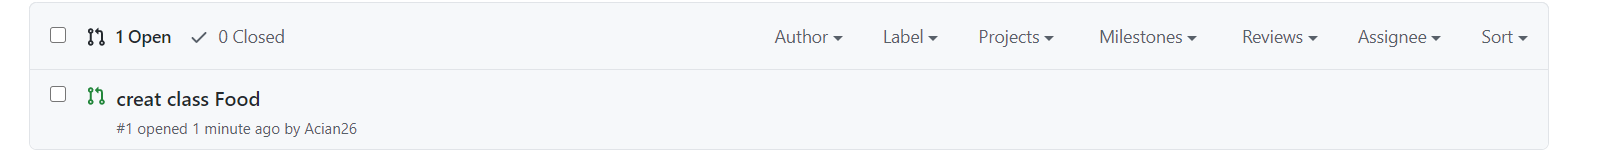 1 Open 0 Closed Author Label Projects Milestones Reviews Assignee Sort
creat class Food
#1 opened 1 minute ago by Acian26